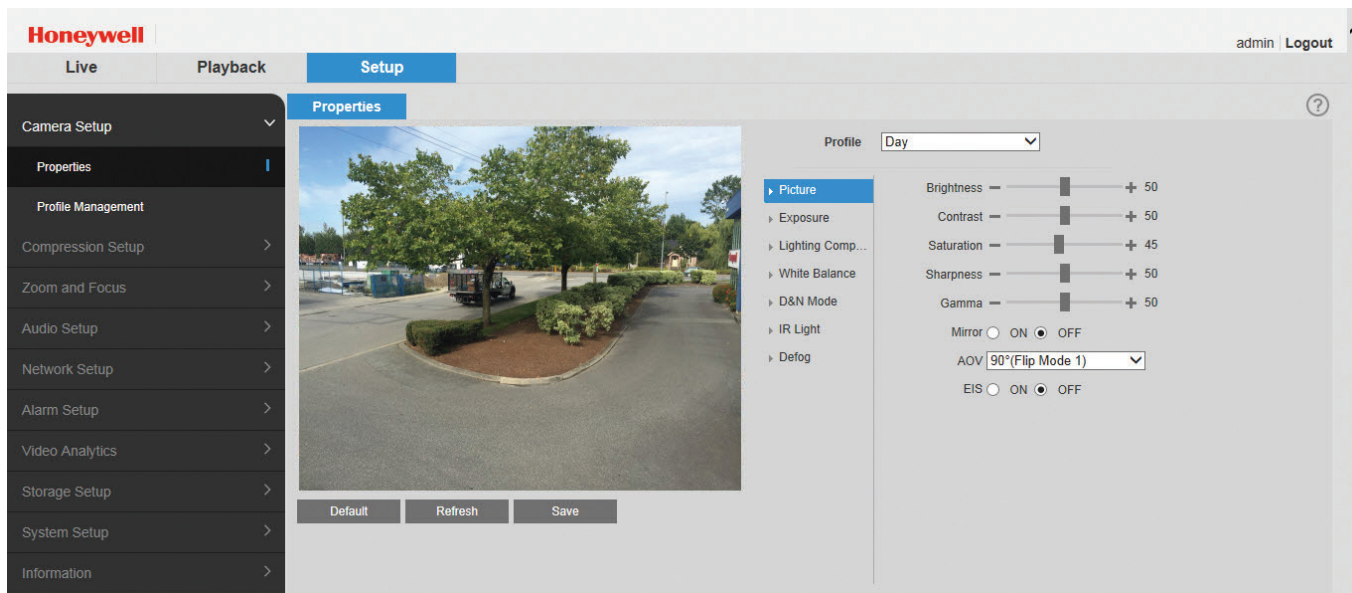 Honeywell
admin Logout
Live Playback Setup
Camera Setup
Properties
Profile Management
Compression Setup
Zoom and Focus
Audio Setup
Network Setup
Alarm Setup
Video Analytics
Storage Setup
System Setup
Information
Properties
?
Default Refresh Save
Profile Day
Picture
Exposure
Lighting Comp...
White Balance
D&N Mode
IR Light
Defog
Brightness 50
Contrast 50
Saturation 45
Sharpness 50
Gamma 50
Mirror ON OFF
AOV 90°(Flip Mode 1)
EIS ON OFF